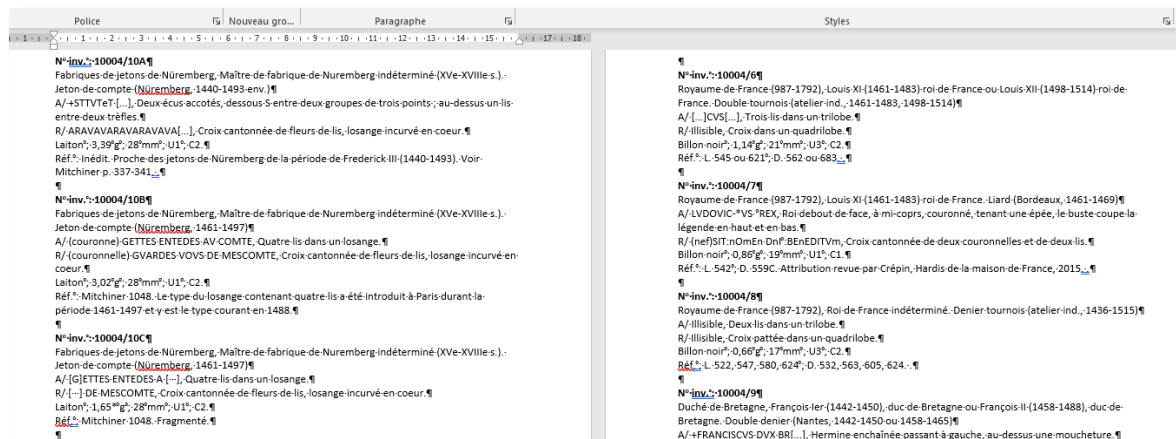 Police
Nouveau gro...
Paragraphe
Styles
1 1 2 3 4 5 6 7 8 9 10 11 12 13 14 15 17 18
N° inv. : 10004/10A¶
Fabriques de jetons de Nüremberg, Maître de fabrique de Nuremberg indéterminé (XVe-XVIIIe s.).
Jeton de compte (Nüremberg, 1440-1493 env.)¶
A/ +STTVTeT [...], Deux écus accotés, dessous S entre deux groupes de trois points ; au-dessus un lis
entre deux trèfles.¶
R/ ARAVAVARAVARAVAVA[...], Croix cantonnée de fleurs de lis, losange incurvé en coeur.¶
Laiton ; 3,39 g ; 28 mm ; U1 ; C2.¶
Réf. : Inédit. Proche des jetons de Nüremberg de la période de Frederick III (1440-1493). Voir
Mitchiner p. 337-341. .¶
¶
N° inv. : 10004/10B¶
Fabriques de jetons de Nüremberg, Maître de fabrique de Nuremberg indéterminé (XVe-XVIIIe s.).
Jeton de compte (Nüremberg, 1461-1497)¶
A/ (couronne) GETTES ENTEDES AV COMTE, Quatre lis dans un losange.¶
R/ (couronnelle) GVARDES VOVS DE MESCOMTE, Croix cantonnée de fleurs de lis, losange incurvé en
coeur.¶
Laiton ; 3,02 g ; 28 mm ; U1 ; C2.¶
Réf. : Mitchiner 1048. Le type du losange contenant quatre lis a été introduit à Paris durant la
période 1461-1497 et y est le type courant en 1488.¶
¶
N° inv. : 10004/10C¶
Fabriques de jetons de Nüremberg, Maître de fabrique de Nuremberg indéterminé (XVe-XVIIIe s.).
Jeton de compte (Nüremberg, 1461-1497)¶
A/ [G]ETTES ENTEDES A [···], Quatre lis dans un losange.¶
R/ [···] DE MESCOMTE, Croix cantonnée de fleurs de lis, losange incurvé en coeur.¶
Laiton ; 1,65* g ; 28 mm ; U1 ; C2.¶
Réf. : Mitchiner 1048. Fragmenté.¶
¶
¶
N° inv. : 10004/6¶
Royaume de France (987-1792), Louis XI (1461-1483) roi de France ou Louis XII (1498-1514) roi de
France. Double tournois (atelier ind., 1461-1483, 1498-1514)¶
A/ [...]CVS[...], Trois lis dans un trilobe.¶
R/ Illisible, Croix dans un quadrilobe.¶
Billon noir ; 1,14 g ; 21 mm ; U3 ; C2.¶
Réf. : L. 545 ou 621 ; D. 562 ou 683. .¶
¶
N° inv. : 10004/7¶
Royaume de France (987-1792), Louis XI (1461-1483) roi de France. Liard (Bordeaux, 1461-1469)¶
A/ LVDOVIC *VS °REX, Roi debout de face, à mi-coprs, couronné, tenant une épée, le buste coupe la
légende en haut et en bas.¶
R/ (nef)SIT:nOmEn DnI°:BEnEDITVm, Croix cantonnée de deux couronnelles et de deux lis.¶
Billon noir ; 0,86 g ; 19 mm ; U1 ; C1.¶
Réf. : L. 542 ; D. 559C. Attribution revue par Crépin, Hardis de la maison de France, 2015. .¶
¶
N° inv. : 10004/8¶
Royaume de France (987-1792), Roi de France indéterminé. Denier tournois (atelier ind., 1436-1515)¶
A/ Illisible, Deux lis dans un trilobe.¶
R/ Illisible, Croix pattée dans un quadrilobe.¶
Billon noir ; 0,66 g ; 17 mm ; U3 ; C2.¶
Réf. : L. 522, 547, 580, 624 ; D. 532, 563, 605, 624. .¶
¶
N° inv. : 10004/9¶
Duché de Bretagne, François Ier (1442-1450), duc de Bretagne ou François II (1458-1488), duc de
Bretagne. Double denier (Nantes, 1442-1450 ou 1458-1465)¶
A/ +FRANCISCVS DVX BR[...], Hermine enchaînée passant à gauche, au-dessus une moucheture.¶